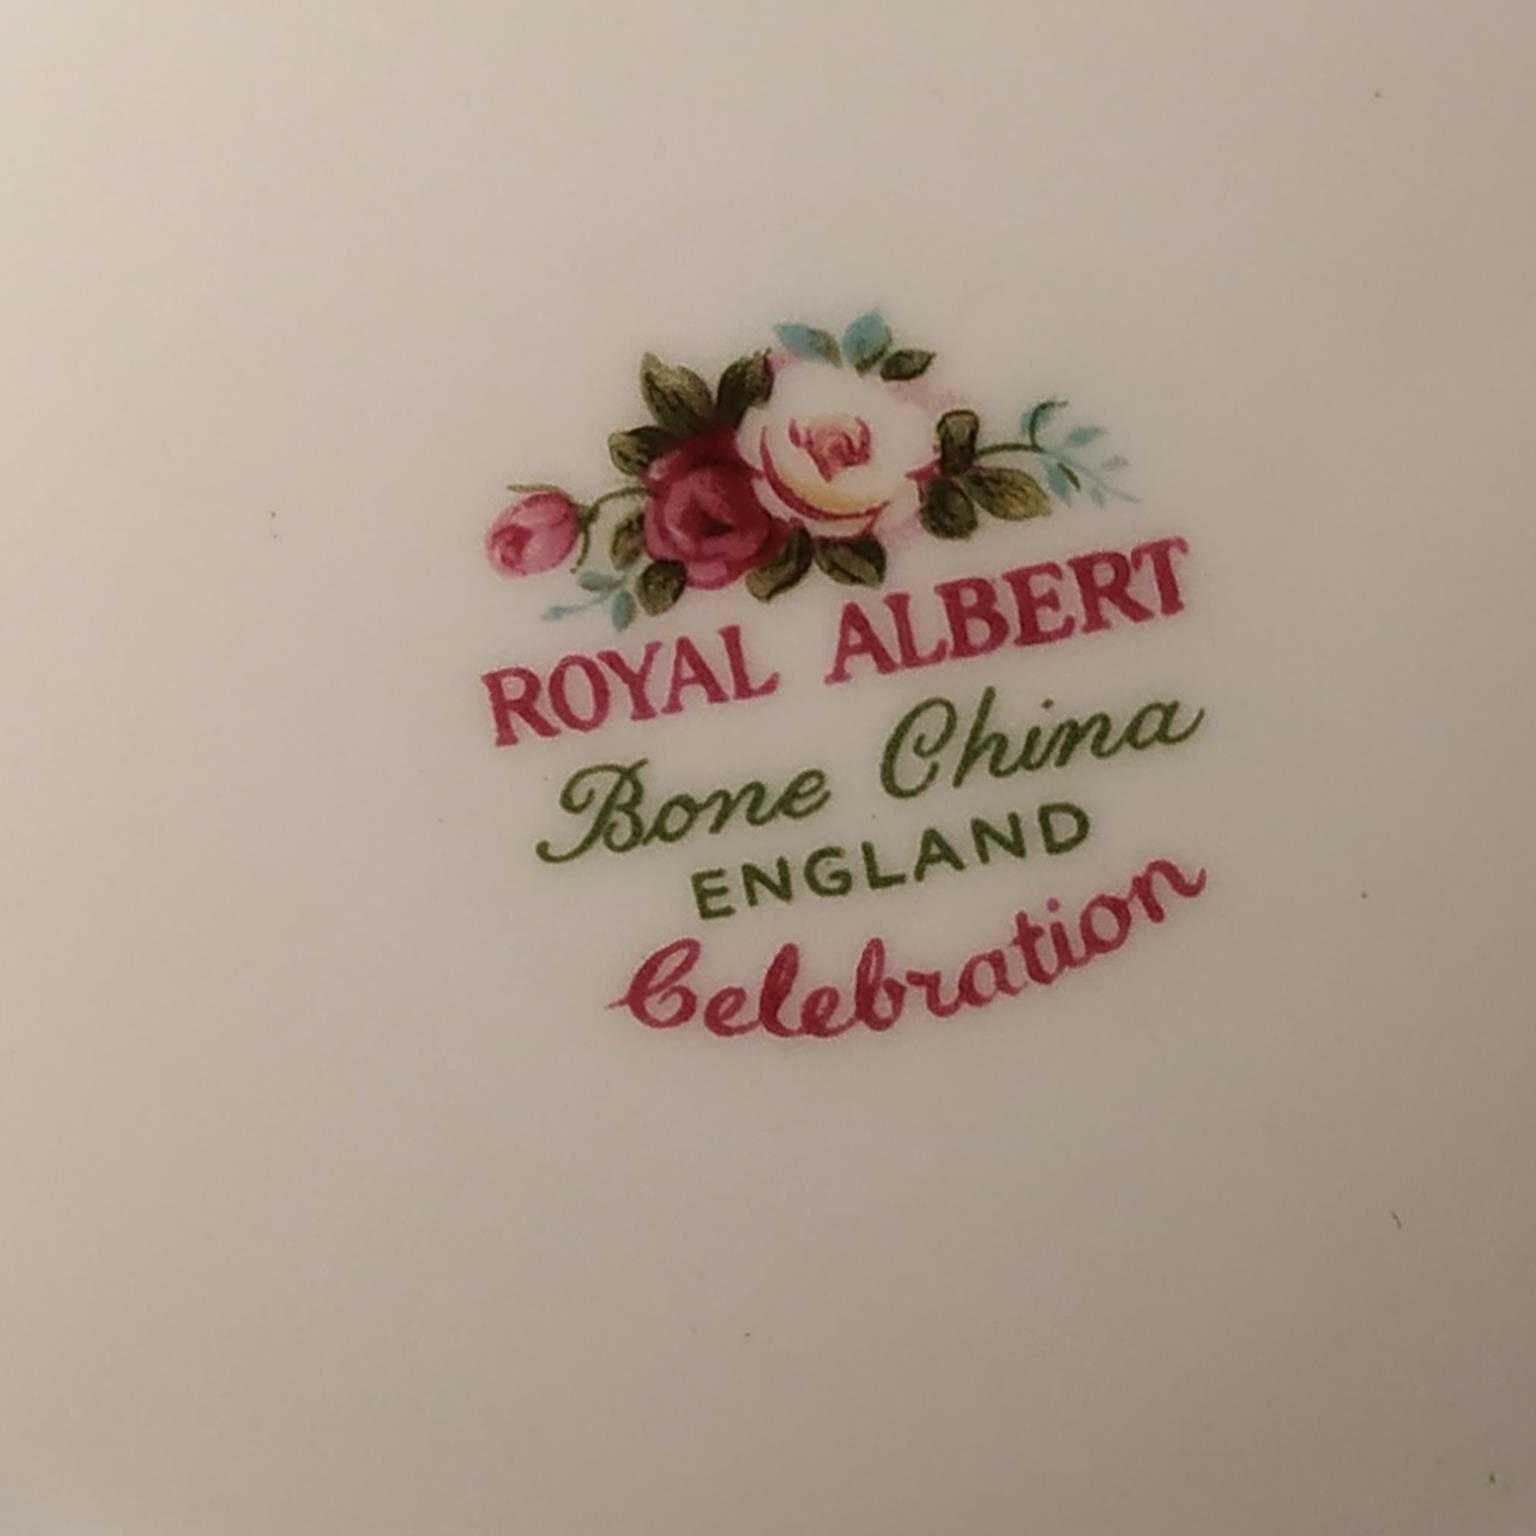 ROYAL ALBERT
Bone China
ENGLAND
Celebration